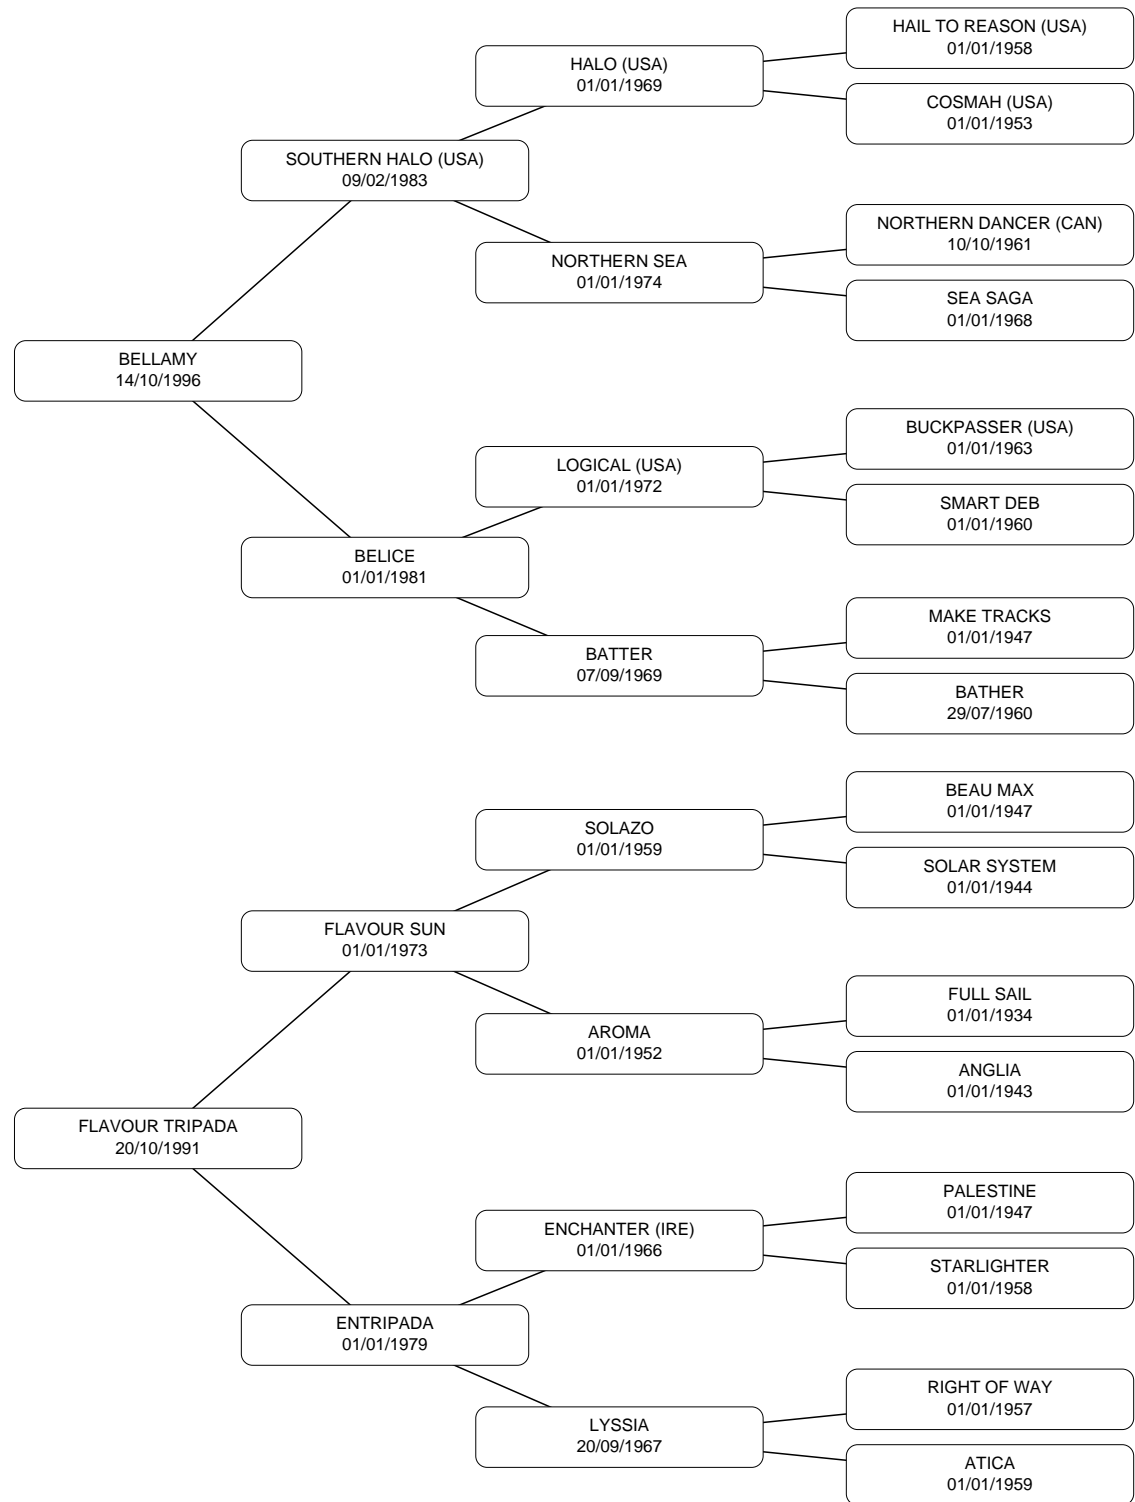 HAIL TO REASON (USA)
01/01/1958
HALO (USA)
01/01/1969
COSMAH (USA)
01/01/1953
SOUTHERN HALO (USA)
09/02/1983
NORTHERN DANCER (CAN)
10/10/1961
NORTHERN SEA
01/01/1974
SEA SAGA
01/01/1968
BELLAMY
14/10/1996
BUCKPASSER (USA)
01/01/1963
LOGICAL (USA)
01/01/1972
SMART DEB
01/01/1960
BELICE
01/01/1981
MAKE TRACKS
01/01/1947
BATTER
07/09/1969
BATHER
29/07/1960
BEAU MAX
01/01/1947
SOLAZO
01/01/1959
SOLAR SYSTEM
01/01/1944
FLAVOUR SUN
01/01/1973
FULL SAIL
01/01/1934
AROMA
01/01/1952
ANGLIA
01/01/1943
FLAVOUR TRIPADA
20/10/1991
PALESTINE
01/01/1947
ENCHANTER (IRE)
01/01/1966
STARLIGHTER
01/01/1958
ENTRIPADA
01/01/1979
RIGHT OF WAY
01/01/1957
LYSSIA
20/09/1967
ATICA
01/01/1959